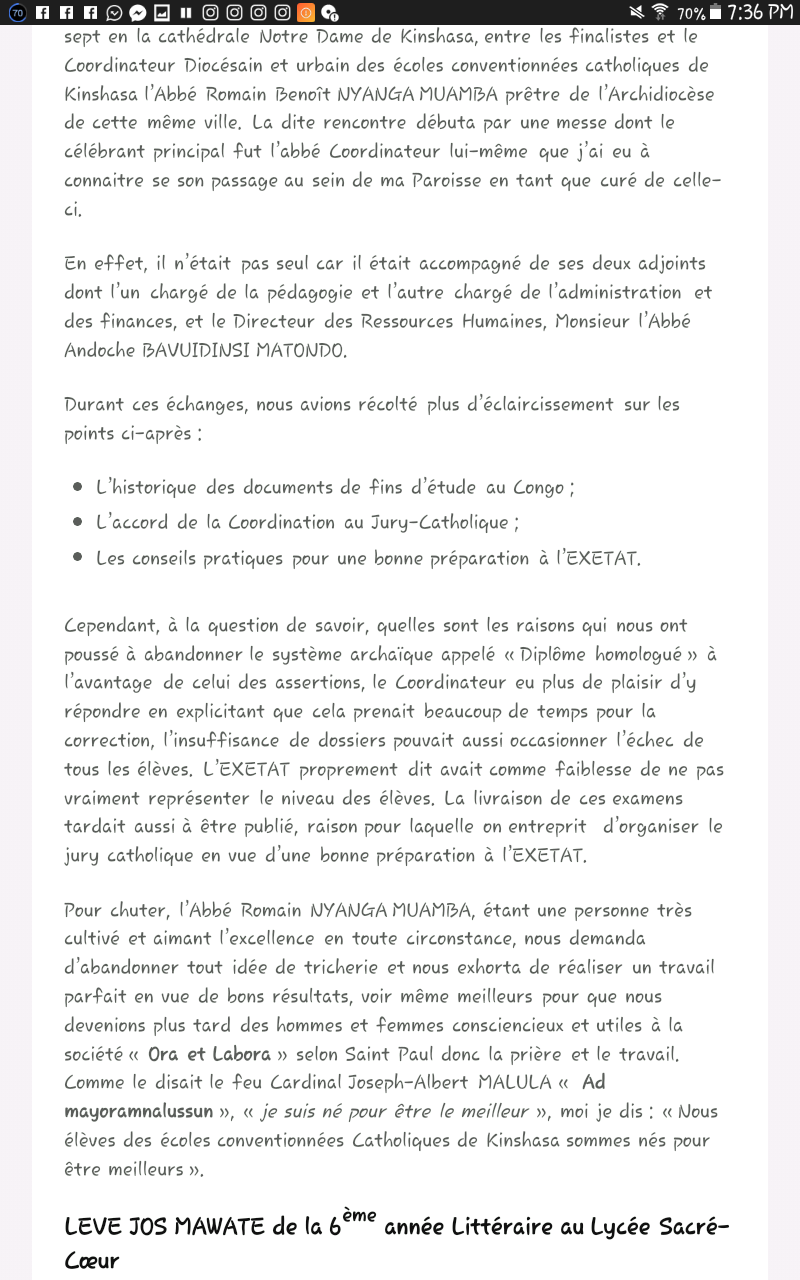 70
70% 7:36 PM
sept en la cathédrale Notre Dame de Kinshasa, entre les finalistes et le
Coordinateur Diocésain et urbain des écoles conventionnées catholiques de
Kinshasa l'Abbé Romain Benoît NYANGA MUAMBA prêtre de l'Archidiocèse
de cette même ville. La dite rencontre débuta par une messe dont le
célébrant principal fut l'abbé Coordinateur lui-même que j'ai eu à
connaitre se son passage au sein de ma Paroisse en tant que curé de celle-
ci.
En effet, il n'était pas seul car il était accompagné de ses deux adjoints
dont l'un chargé de la pédagogie et l'autre chargé de l'administration et
des finances, et le Directeur des Ressources Humaines, Monsieur l'Abbé
Andoche BAVUIDINSI MATONDO.
Durant ces échanges, nous avions récolté plus d'éclaircissement sur les
points ci-après :
• L'historique des documents de fins d'étude au Congo ;
• L'accord de la Coordination au Jury-Catholique ;
• Les conseils pratiques pour une bonne préparation à l'EXETAT.
Cependant, à la question de savoir, quelles sont les raisons qui nous ont
poussé à abandonner le système archaïque appelé « Diplôme homologué » à
l'avantage de celui des assertions, le Coordinateur eu plus de plaisir d'y
répondre en explicitant que cela prenait beaucoup de temps pour la
correction, l'insuffisance de dossiers pouvait aussi occasionner l'échec de
tous les élèves. L'EXETAT proprement dit avait comme faiblesse de ne pas
vraiment représenter le niveau des élèves. La livraison de ces examens
tardait aussi à être publié, raison pour laquelle on entreprit d'organiser le
jury catholique en vue d'une bonne préparation à l'EXETAT.
Pour chuter, l'Abbé Romain NYANGA MUAMBA, étant une personne très
cultivé et aimant l'excellence en toute circonstance, nous demanda
d'abandonner tout idée de tricherie et nous exhorta de réaliser un travail
parfait en vue de bons résultats, voir même meilleurs pour que nous
devenions plus tard des hommes et femmes consciencieux et utiles à la
société « Ora et Labora » selon Saint Paul donc la prière et le travail.
Comme le disait le feu Cardinal Joseph-Albert MALULA « Ad
mayoramnalussun », « je suis né pour être le meilleur », moi je dis : « Nous
élèves des écoles conventionnées Catholiques de Kinshasa sommes nés pour
être meilleurs ».
LEVE JOS MAWATE de la 6ème année Littéraire au Lycée Sacré-
Cœur